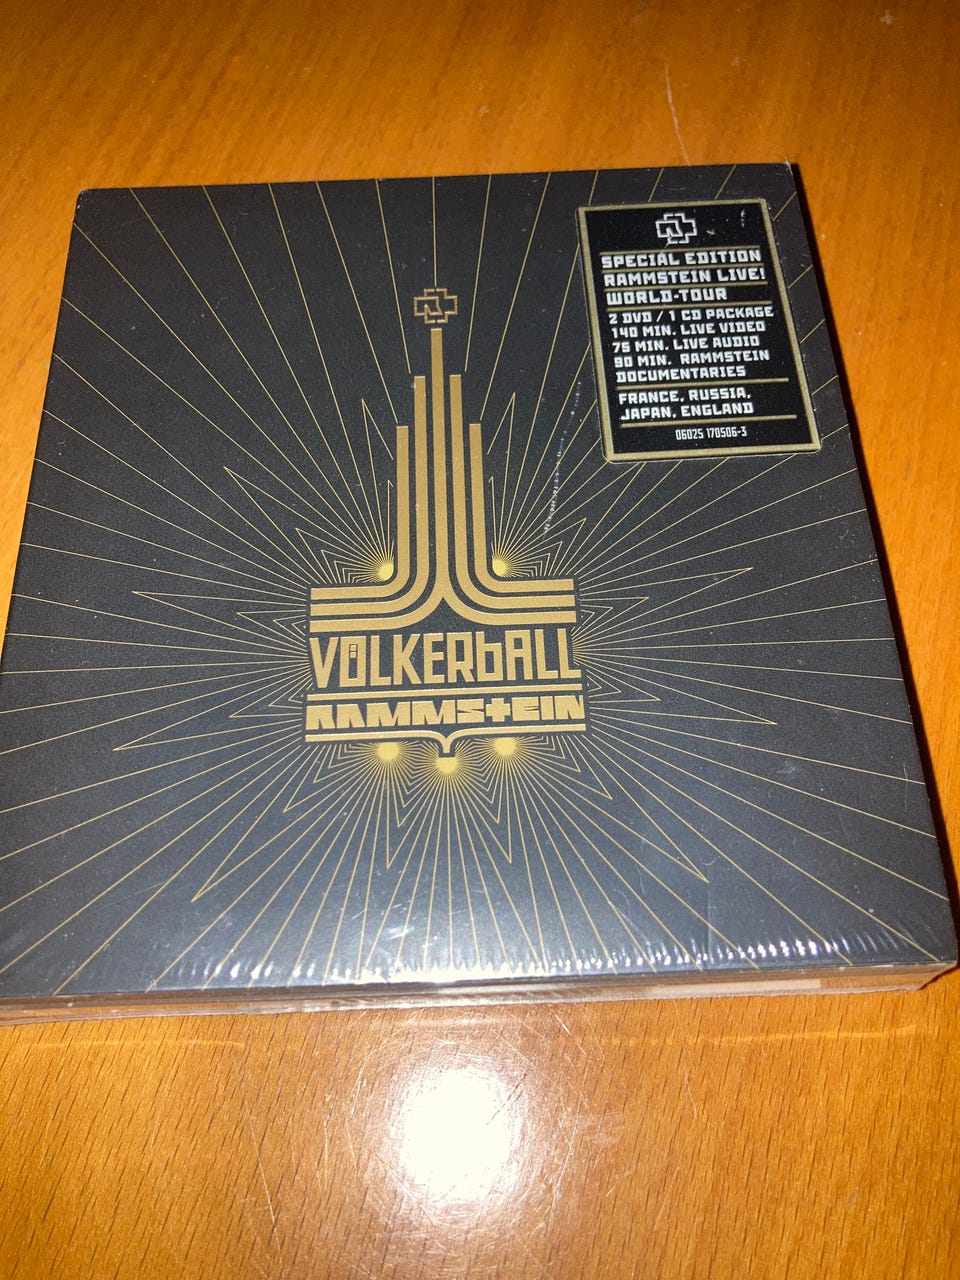 SPECIAL EDITION
RAMMSTEIN LIVE!
WORLD-TOUR
2 DVD / 1 CD PACKAGE
140 MIN. LIVE VIDEO
75 MIN. LIVE AUDIO
90 MIN. RAMMSTEIN
DOCUMENTARIES
FRANCE, RUSSIA,
JAPAN, ENGLAND
06025 170506-3
VÖLKERbALL
RAMMSTEIN